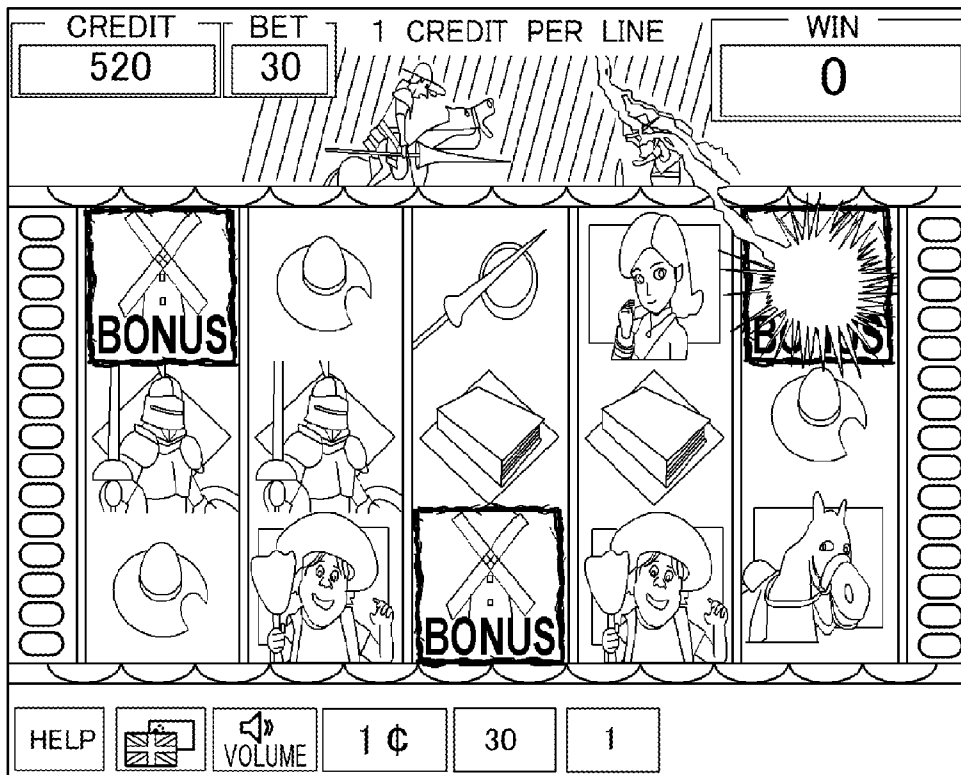 CREDIT
520
BET
30
1 CREDIT PER LINE
WIN
0
BONUS
BONUS
HELP
VOLUME
1 ¢
30
1